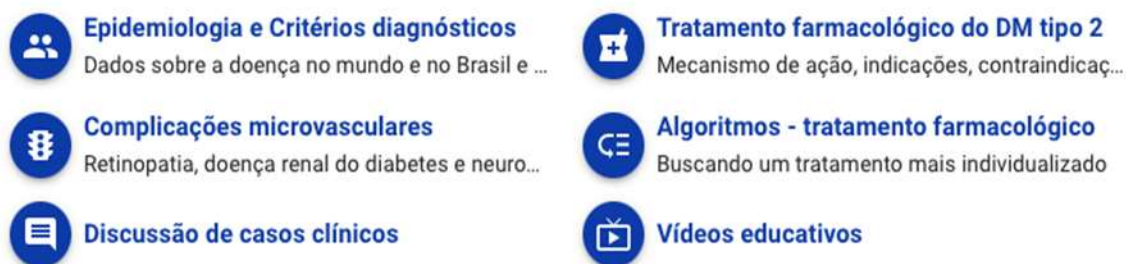 Epidemiologia e Critérios diagnósticos
Dados sobre a doença no mundo e no Brasil e ...
Tratamento farmacológico do DM tipo 2
Mecanismo de ação, indicações, contraindicaç...
Complicações microvasculares
Retinopatia, doença renal do diabetes e neuro...
Algoritmos - tratamento farmacológico
Buscando um tratamento mais individualizado
Discussão de casos clínicos
Vídeos educativos